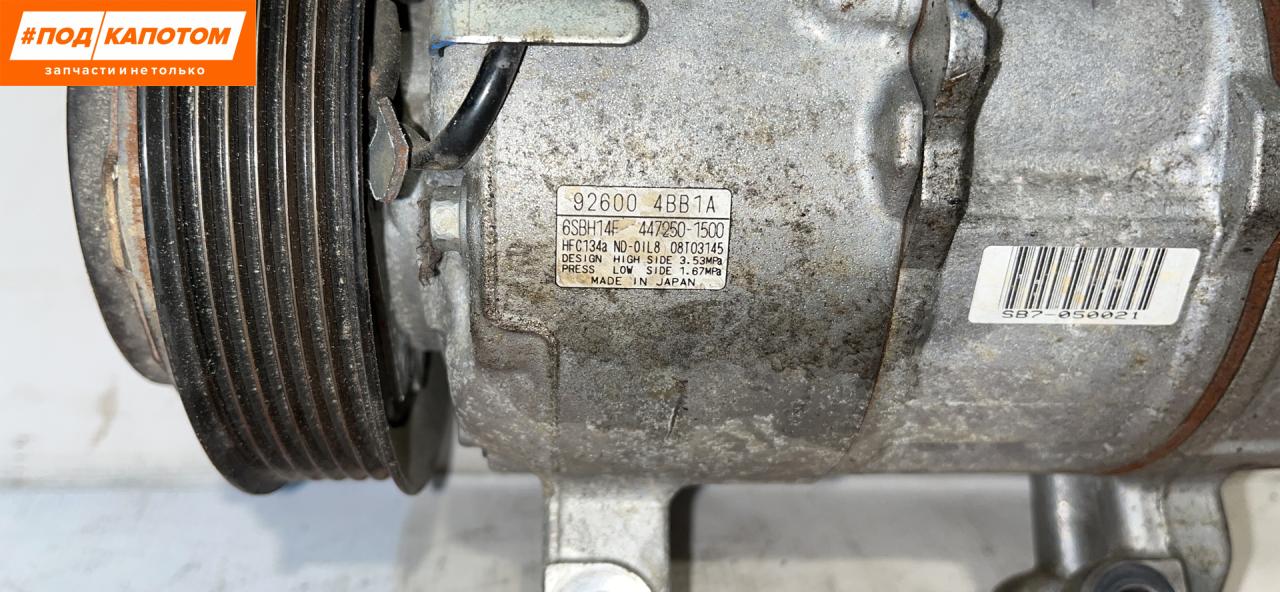 #ПОД КАПОТОМ
запчасти и не только
92600 4BB1A
6SBH14F 447250-1500
HFC134a ND-OIL8 08T03145
DESIGN HIGH SIDE 3.53MPa
PRESS LOW SIDE 1.67MPa
MADE IN JAPAN
SB7-050021